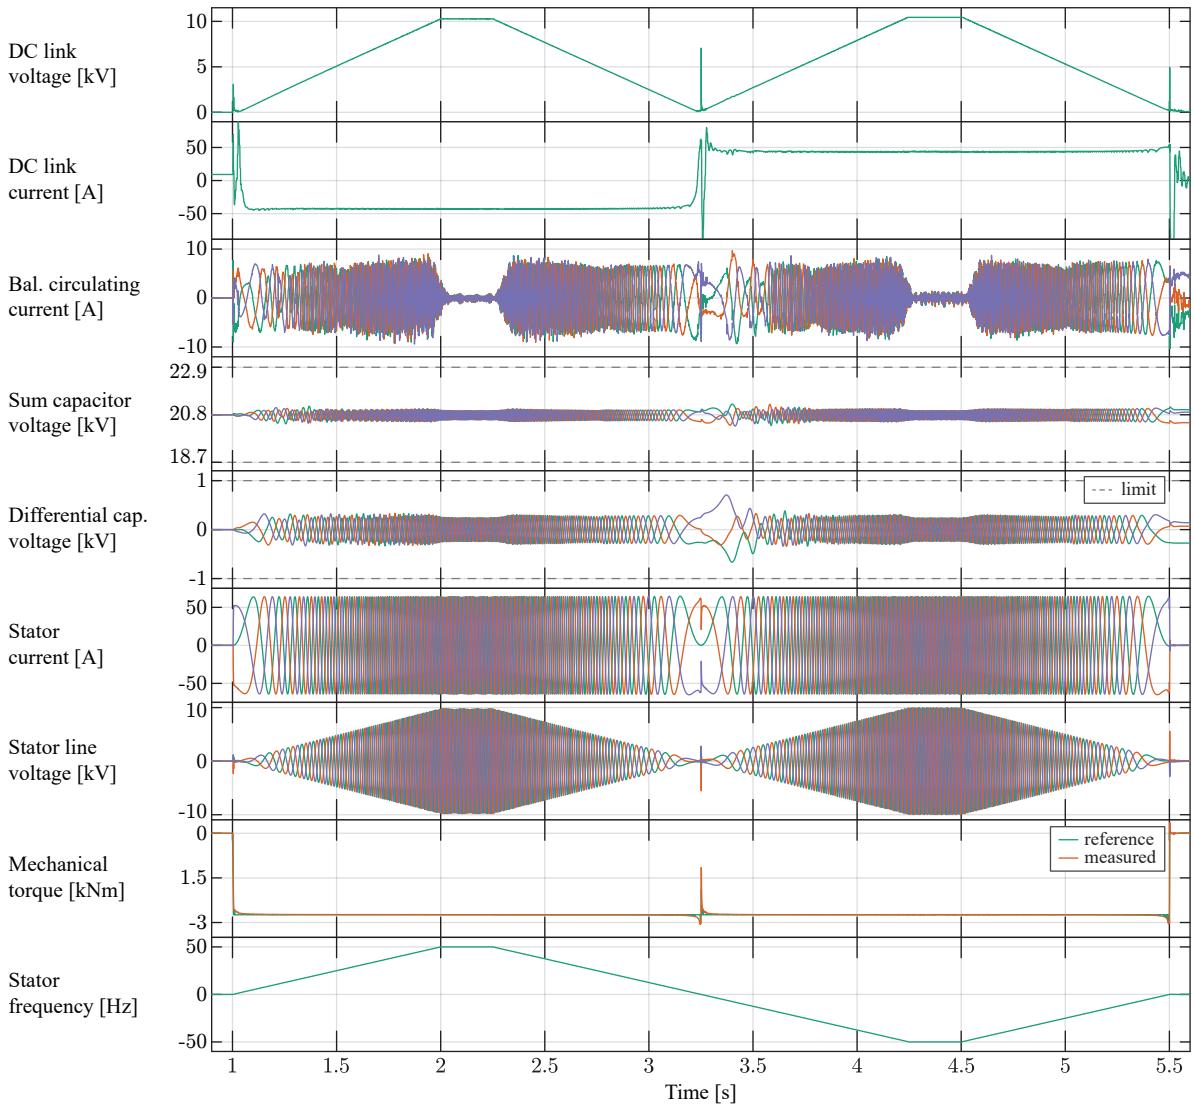 DC link
voltage [kV]
10
5
0
DC link
current [A]
50
0
-50
Bal. circulating
current [A]
10
0
-10
Sum capacitor
voltage [kV]
22.9
20.8
18.7
Differential cap.
voltage [kV]
1
0
-1
limit
Stator
current [A]
50
0
-50
Stator line
voltage [kV]
10
0
-10
Mechanical
torque [kNm]
0
1.5
-3
reference
measured
Stator
frequency [Hz]
50
0
-50
1 1.5 2 2.5 3 3.5 4 4.5 5 5.5
Time [s]